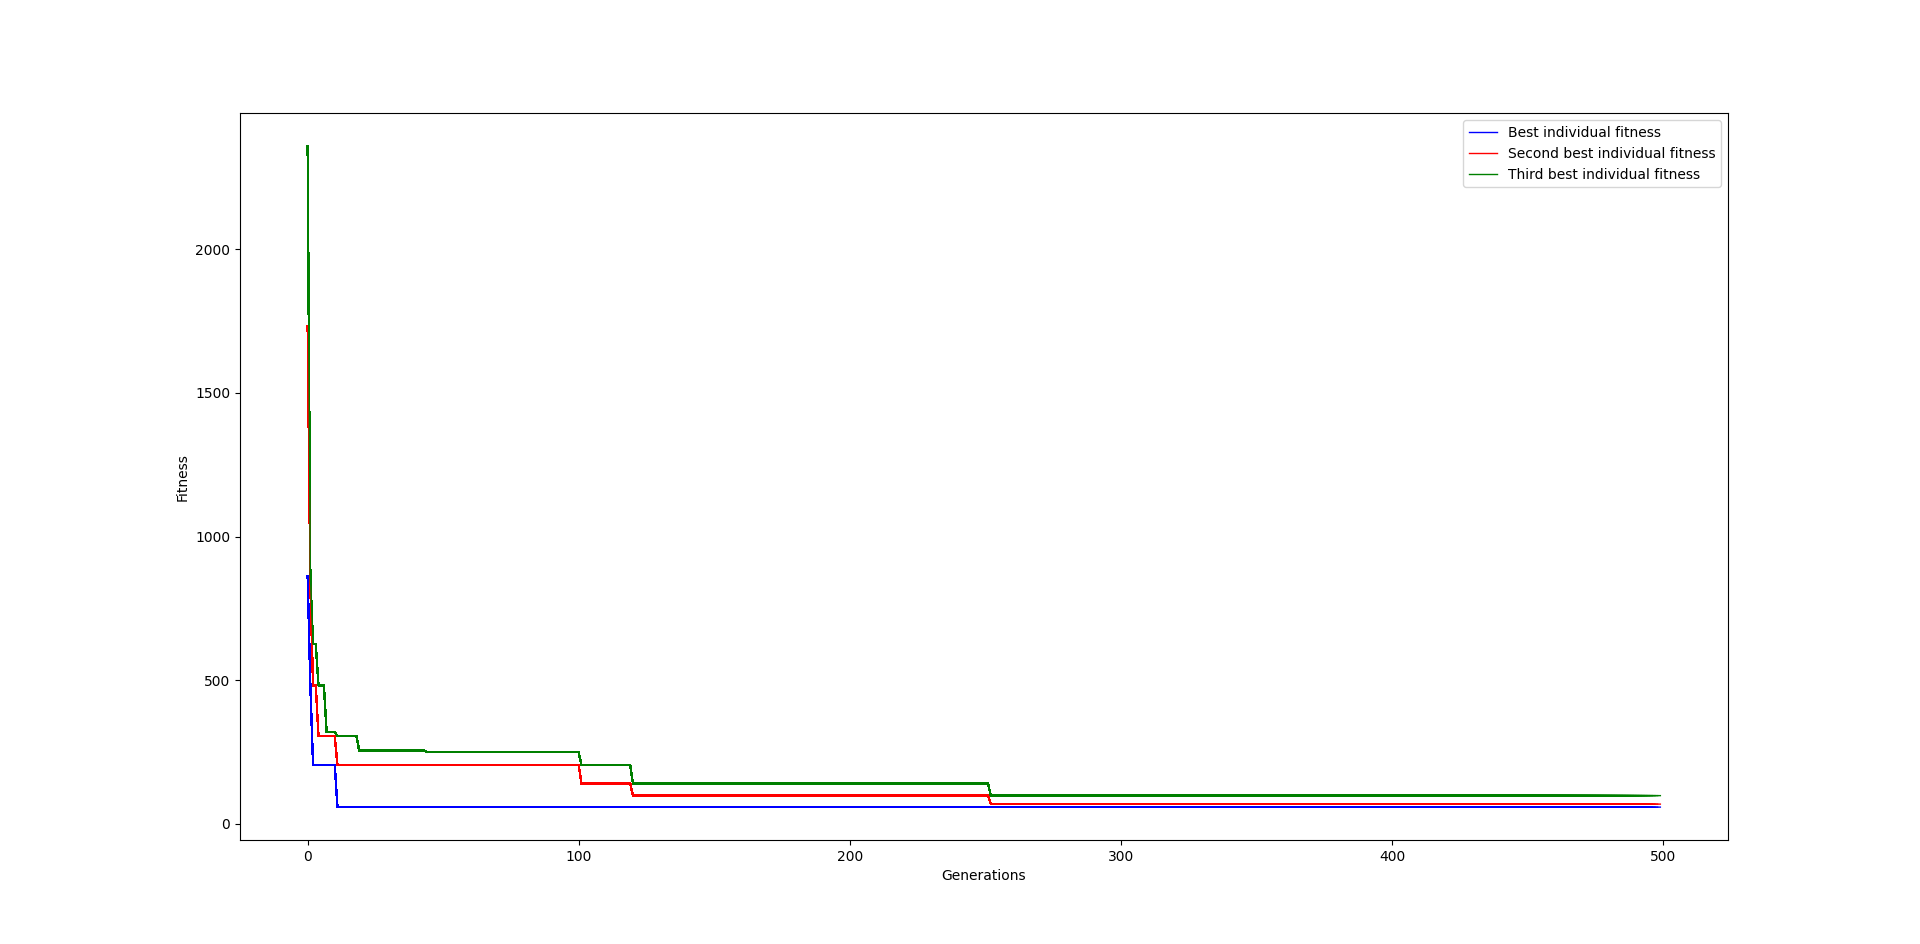 Best individual fitness
Second best individual fitness
Third best individual fitness
2000
1500
1000
500
0
Fitness
0 100 200 300 400 500
Generations